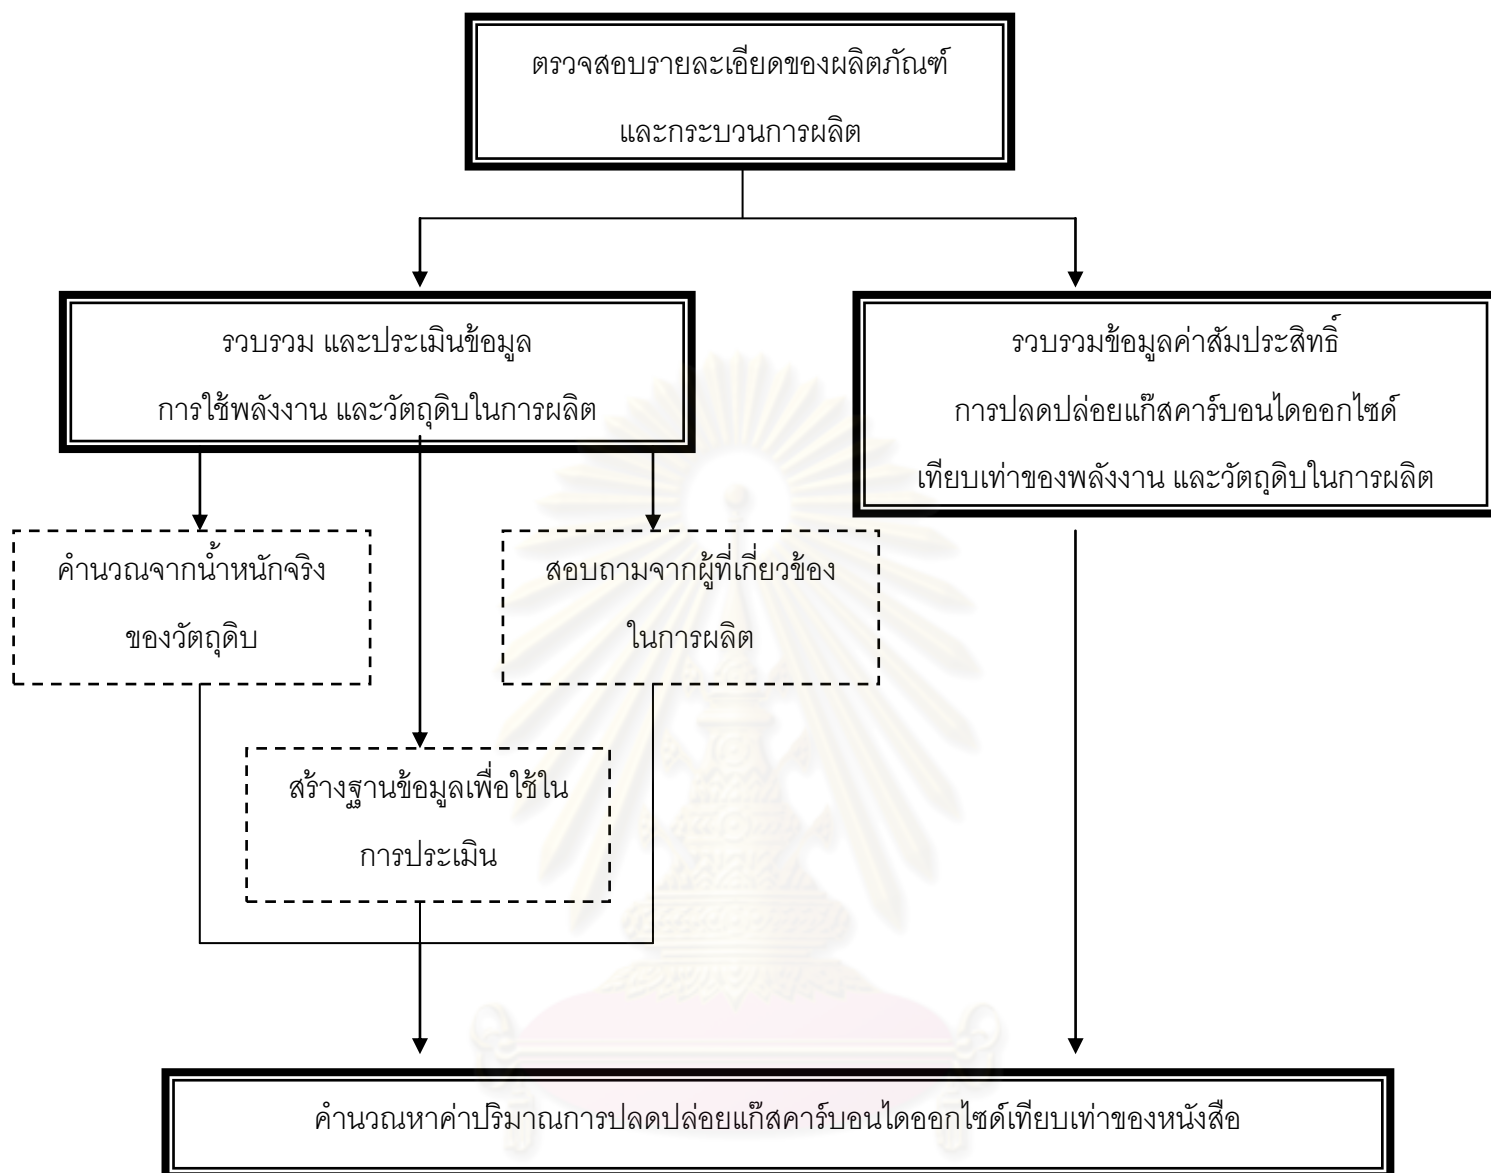 ตรวจสอบรายละเอียดของผลิตภัณฑ์
และกระบวนการผลิต
รวบรวม และประเมินข้อมูล
การใช้พลังงาน และวัตถุดิบในการผลิต
รวบรวมข้อมูลค่าสัมประสิทธิ์
การปลดปล่อยแก๊สคาร์บอนไดออกไซด์
เทียบเท่าของพลังงาน และวัตถุดิบในการผลิต
คำนวณจากน้ำหนักจริง
ของวัตถุดิบ
สอบถามจากผู้ที่เกี่ยวข้อง
ในการผลิต
สร้างฐานข้อมูลเพื่อใช้ใน
การประเมิน
คำนวณหาค่าปริมาณการปลดปล่อยแก๊สคาร์บอนไดออกไซด์เทียบเท่าของหนังสือ